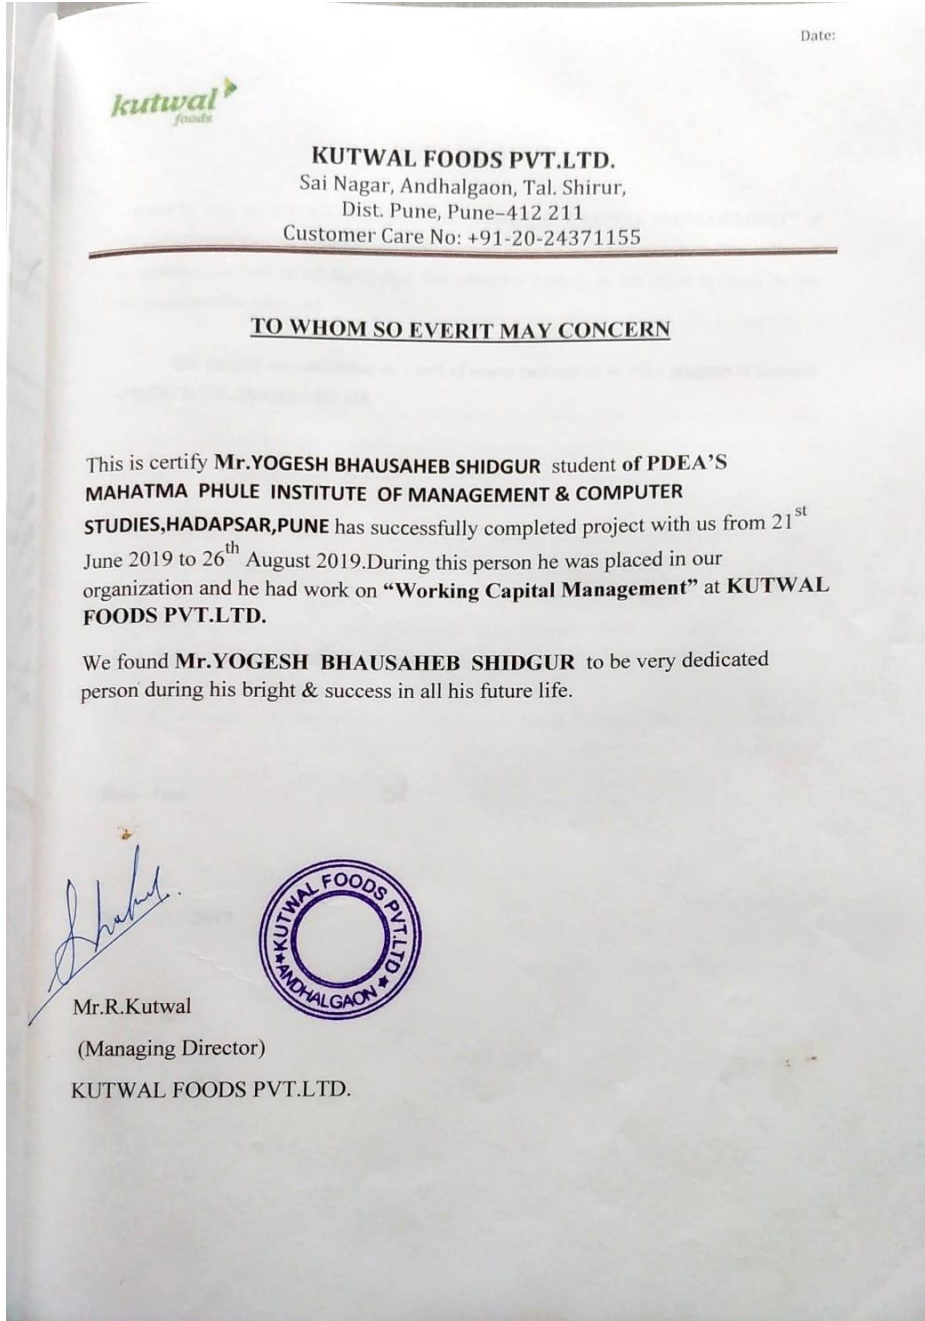 Date:
kutwal
foods
KUTWAL FOODS PVT.LTD.
Sai Nagar, Andhalgaon, Tal. Shirur,
Dist. Pune, Pune–412 211
Customer Care No: +91-20-24371155
TO WHOM SO EVERIT MAY CONCERN
This is certify Mr.YOGESH BHAUSAHEB SHIDGUR student of PDEA'S
MAHATMA PHULE INSTITUTE OF MANAGEMENT & COMPUTER
STUDIES,HADAPSAR,PUNE has successfully completed project with us from 21st
June 2019 to 26th August 2019.During this person he was placed in our
organization and he had work on “Working Capital Management” at KUTWAL
FOODS PVT.LTD.
We found Mr.YOGESH BHAUSAHEB SHIDGUR to be very dedicated
person during his bright & success in all his future life.
KUTWAL FOODS PVT.LTD
ANDHALGAON
Mr.R.Kutwal
(Managing Director)
KUTWAL FOODS PVT.LTD.